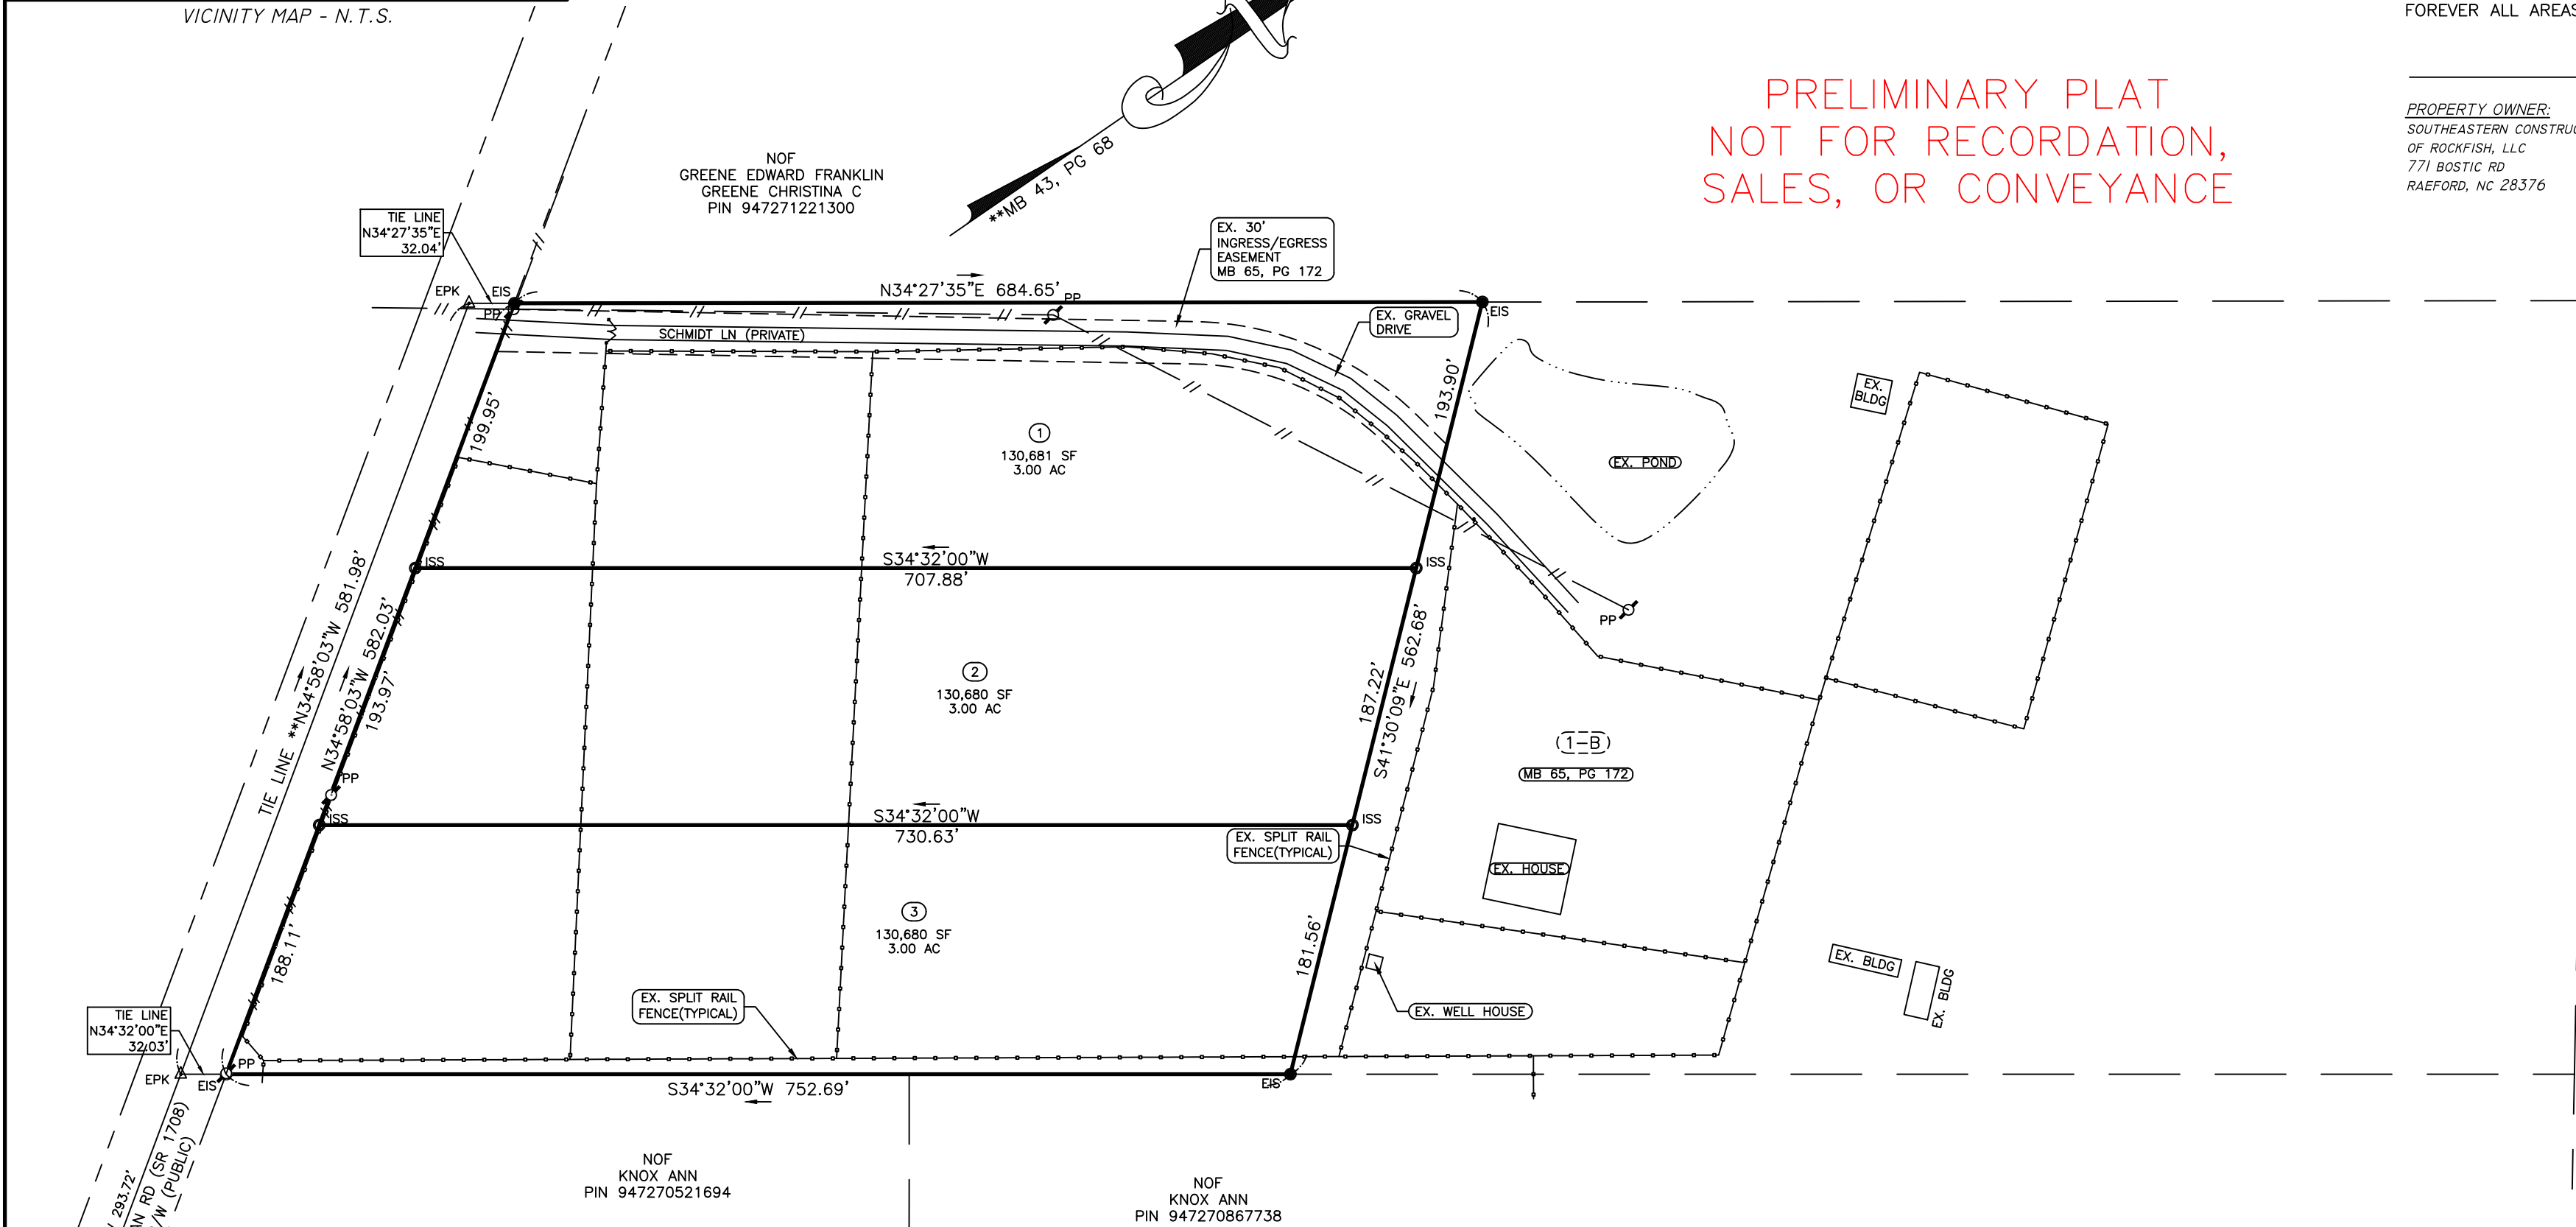 VICINITY MAP - N.T.S.
FOREVER ALL AREAS
PRELIMINARY PLAT
NOT FOR RECORDATION,
SALES, OR CONVEYANCE
PROPERTY OWNER:
SOUTHEASTERN CONSTRUC
OF ROCKFISH, LLC
771 BOSTIC RD
RAEFORD, NC 28376
**MB 43, PG 68
NOF
GREENE EDWARD FRANKLIN
GREENE CHRISTINA C
PIN 947271221300
TIE LINE
N34°27'35"E
32.04'
EX. 30'
INGRESS/EGRESS
EASEMENT
MB 65, PG 172
EPK
EIS
PP
N34°27'35"E 684.65'
PP
EIS
SCHMIDT LN (PRIVATE)
EX. GRAVEL
DRIVE
199.95'
193.90'
EX.
BLDG
1
130,681 SF
3.00 AC
EX. POND
ISS
S34°32'00"W
707.88'
ISS
PP
TIE LINE **N34°58'03"W 581.98'
N34°58'03"W 582.03'
193.97'
187.22'
S41°30'09"E 562.68'
2
130,680 SF
3.00 AC
1-B
MB 65, PG 172
PP
ISS
S34°32'00"W
730.63'
ISS
EX. SPLIT RAIL
FENCE(TYPICAL)
EX. HOUSE
3
130,680 SF
3.00 AC
188.11'
181.56'
EX. BLDG
EX. BLDG
EX. SPLIT RAIL
FENCE(TYPICAL)
EX. WELL HOUSE
TIE LINE
N34°32'00"E
32.03'
EPK
EIS
PP
S34°32'00"W 752.69'
EIS
293.72'
AN RD (SR 1708)
/W (PUBLIC)
NOF
KNOX ANN
PIN 947270521694
NOF
KNOX ANN
PIN 947270867738